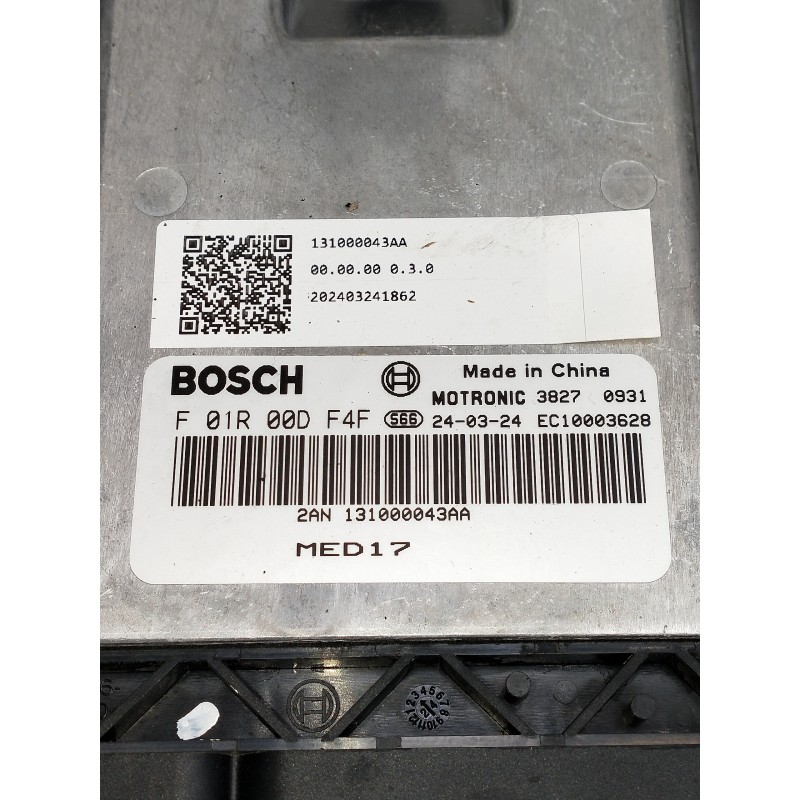 131000043AA
00.00.00 0.3.0
202403241862
BOSCH Made in China
MOTRONIC 3827 0931
F 01R 00D F4F S66 24-03-24 EC10003628
2AN 131000043AA
MED17